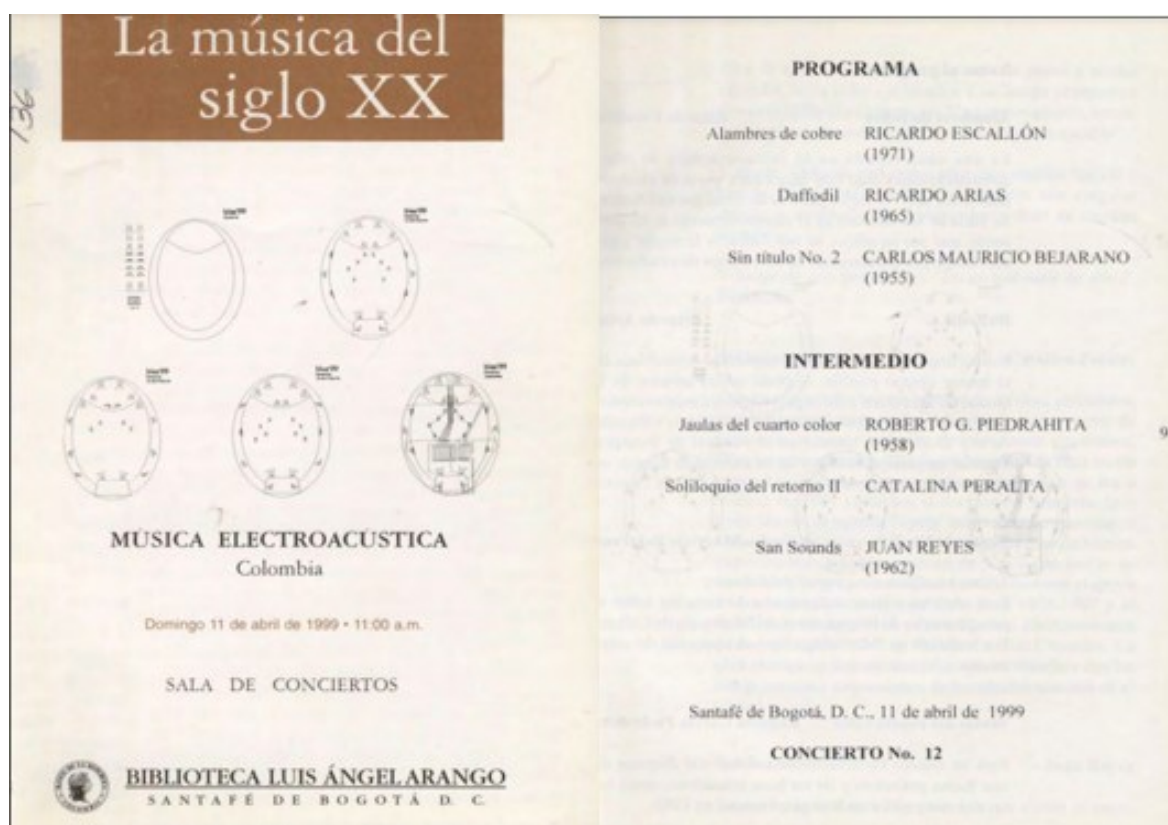 La música del
siglo XX
136
MÚSICA ELECTROACÚSTICA
Colombia
Domingo 11 de abril de 1999 • 11:00 a.m.
SALA DE CONCIERTOS
BIBLIOTECA LUIS ÁNGEL ARANGO
SANTAFÉ DE BOGOTÁ D. C.
PROGRAMA
Alambres de cobre RICARDO ESCALLÓN
(1971)
Daffodil RICARDO ARIAS
(1965)
Sin título No. 2 CARLOS MAURICIO BEJARANO
(1955)
INTERMEDIO
Jaulas del cuarto color ROBERTO G. PIEDRAHITA
(1958)
9
Soliloquio del retorno II CATALINA PERALTA
San Sounds JUAN REYES
(1962)
Santafé de Bogotá, D. C., 11 de abril de 1999
CONCIERTO No. 12